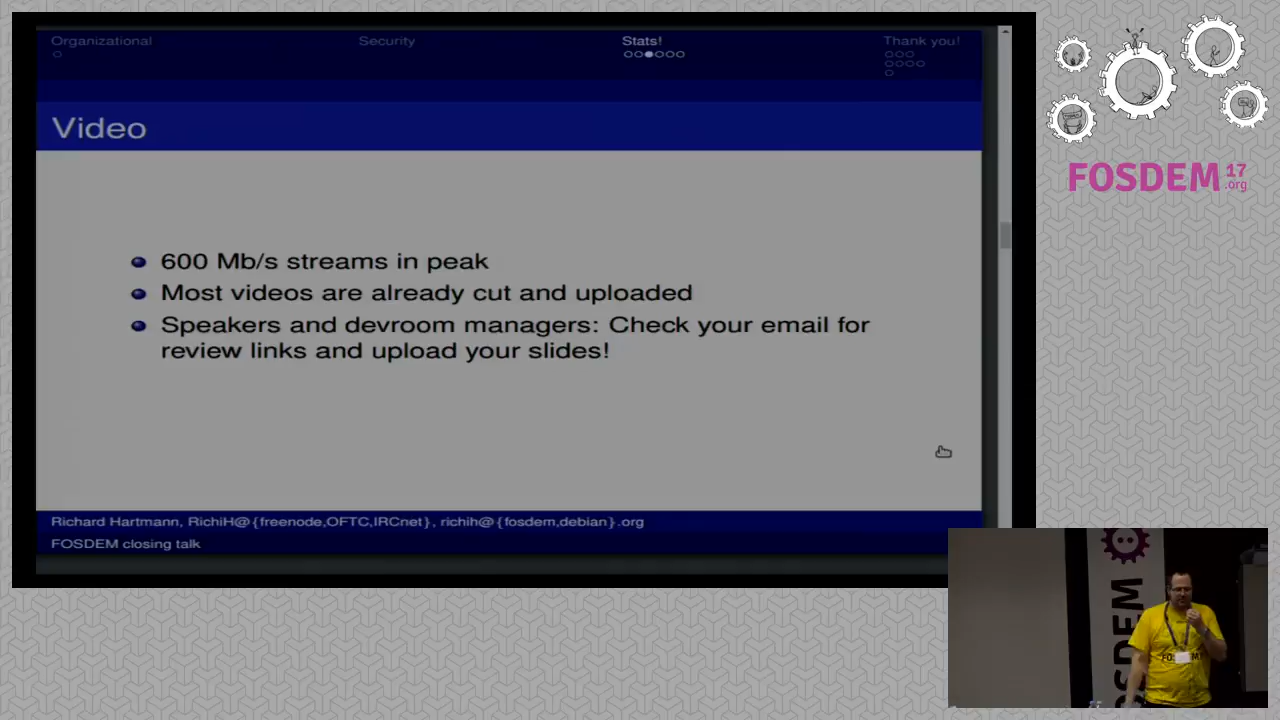 Organizational
Security
Stats!
Thank you!
Video
600 Mb/s streams in peak
Most videos are already cut and uploaded
Speakers and devroom managers: Check your email for
review links and upload your slides!
Richard Hartmann, RichiH@{freenode,OFTC,IRCnet}, richih@{fosdem,debian}.org
FOSDEM closing talk
FOSDEM 17
.org
FOSDEM